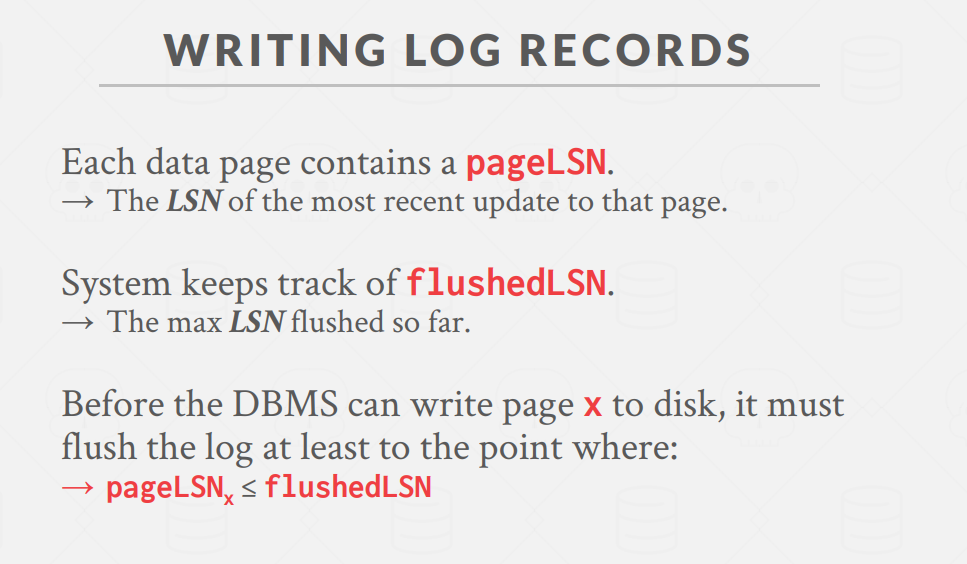 WRITING LOG RECORDS
Each data page contains a pageLSN.
→ The LSN of the most recent update to that page.
System keeps track of flushedLSN.
→ The max LSN flushed so far.
Before the DBMS can write page x to disk, it must
flush the log at least to the point where:
→ pageLSNₓ ≤ flushedLSN